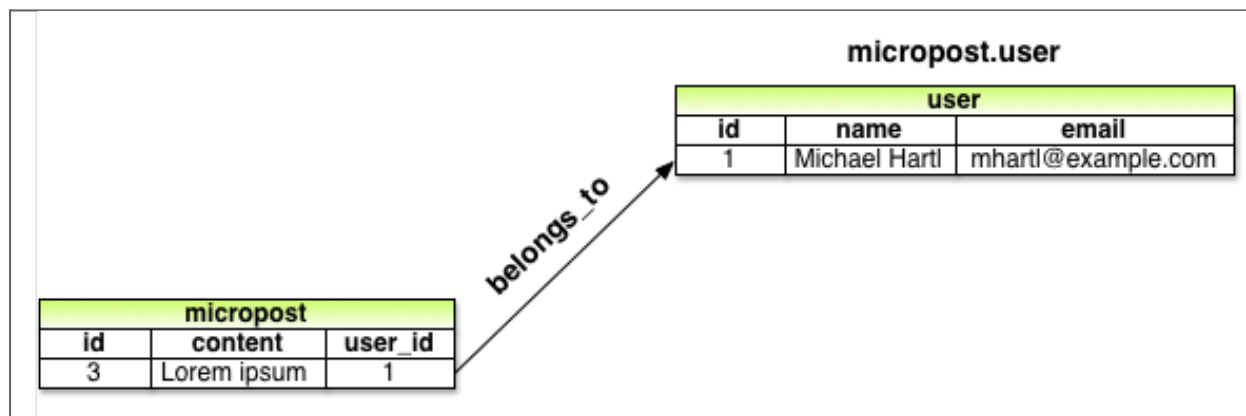 micropost.user
user
id name email
1 Michael Hartl mhartl@example.com
belongs_to
micropost
id content user_id
3 Lorem ipsum 1